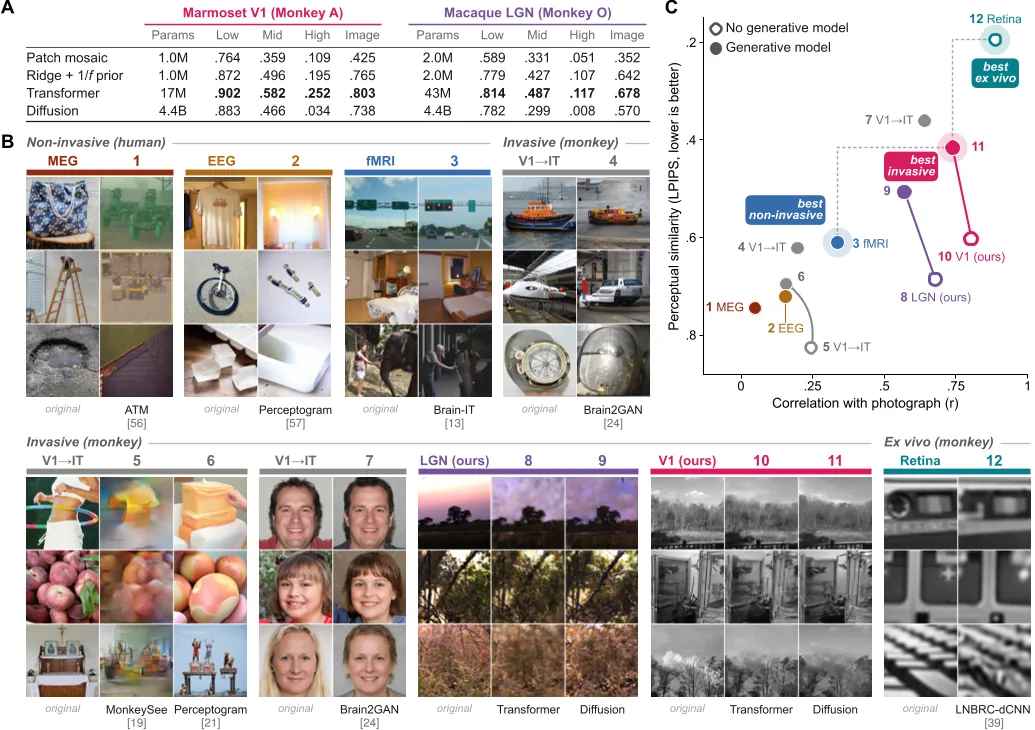 A
Marmoset V1 (Monkey A) Macaque LGN (Monkey O)
Params Low Mid High Image Params Low Mid High Image
Patch mosaic 1.0M .764 .359 .109 .425 2.0M .589 .331 .051 .352
Ridge + 1/f prior 1.0M .872 .496 .195 .765 2.0M .779 .427 .107 .642
Transformer 17M .902 .582 .252 .803 43M .814 .487 .117 .678
Diffusion 4.4B .883 .466 .034 .738 4.4B .782 .299 .008 .570
B
Non-invasive (human) Invasive (monkey)
MEG 1 EEG 2 fMRI 3 V1→IT 4
original ATM original Perceptogram original Brain-IT original Brain2GAN
[56] [57] [13] [24]
Invasive (monkey) Ex vivo (monkey)
V1→IT 5 6 V1→IT 7 LGN (ours) 8 9 V1 (ours) 10 11 Retina 12
original MonkeySee Perceptogram original Brain2GAN original Transformer Diffusion original Transformer Diffusion original LNBRC-dCNN
[19] [21] [24] [39]
C
No generative model
Generative model
12 Retina
best
ex vivo
7 V1→IT
11
best
invasive
9
best
non-invasive
3 fMRI
4 V1→IT
10 V1 (ours)
6
8 LGN (ours)
1 MEG
2 EEG
5 V1→IT
Perceptual similarity (LPIPS, lower is better)
.2
.4
.6
.8
0 .25 .5 .75 1
Correlation with photograph (r)